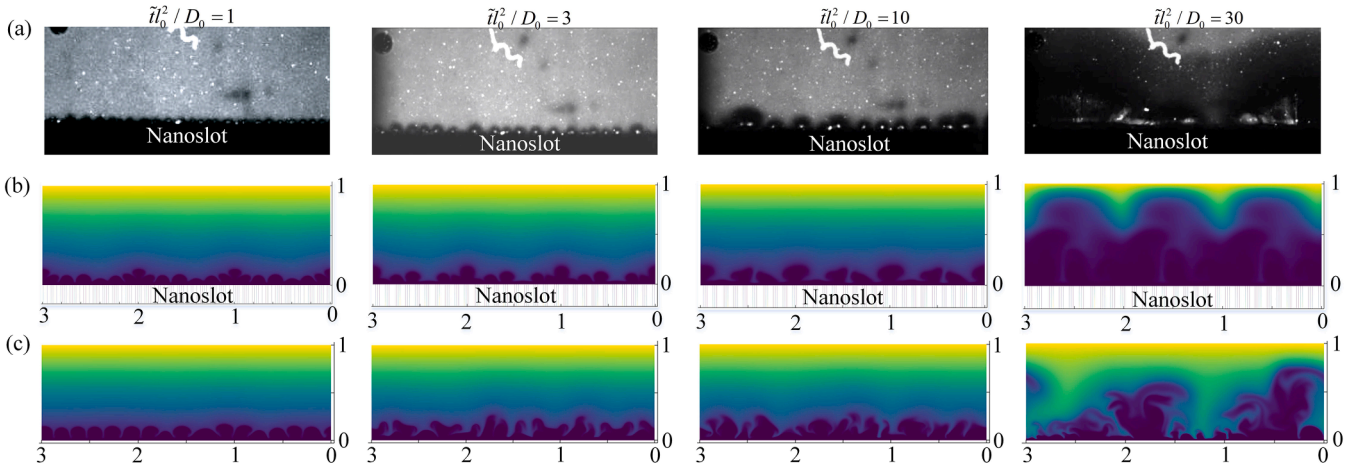 t̃l₀²/D₀ = 1 t̃l₀²/D₀ = 3 t̃l₀²/D₀ = 10 t̃l₀²/D₀ = 30
(a)
Nanoslot Nanoslot Nanoslot Nanoslot
(b) 1 1 1 1
0 0 0 0
Nanoslot Nanoslot Nanoslot Nanoslot
3 2 1 0 3 2 1 0 3 2 1 0 3 2 1 0
(c) 1 1 1 1
0 0 0 0
3 2 1 0 3 2 1 0 3 2 1 0 3 2 1 0